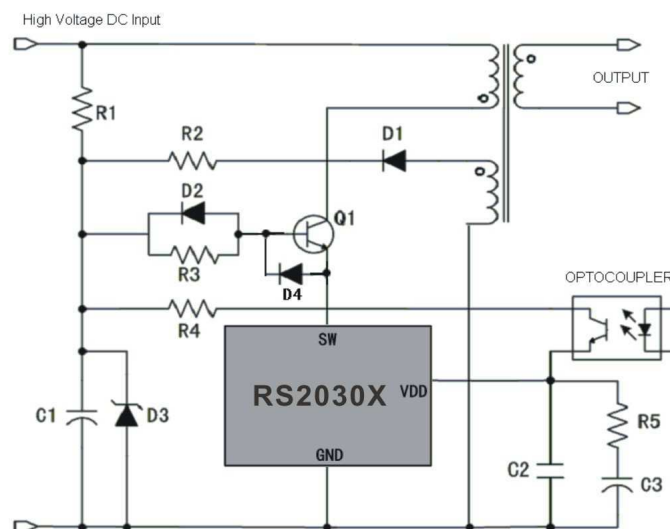 High Voltage DC Input
R1
R2
D1
OUTPUT
D2
Q1
R3
D4
OPTOCOUPLER
R4
SW
RS2030X
VDD
C1
D3
R5
GND
C2
C3